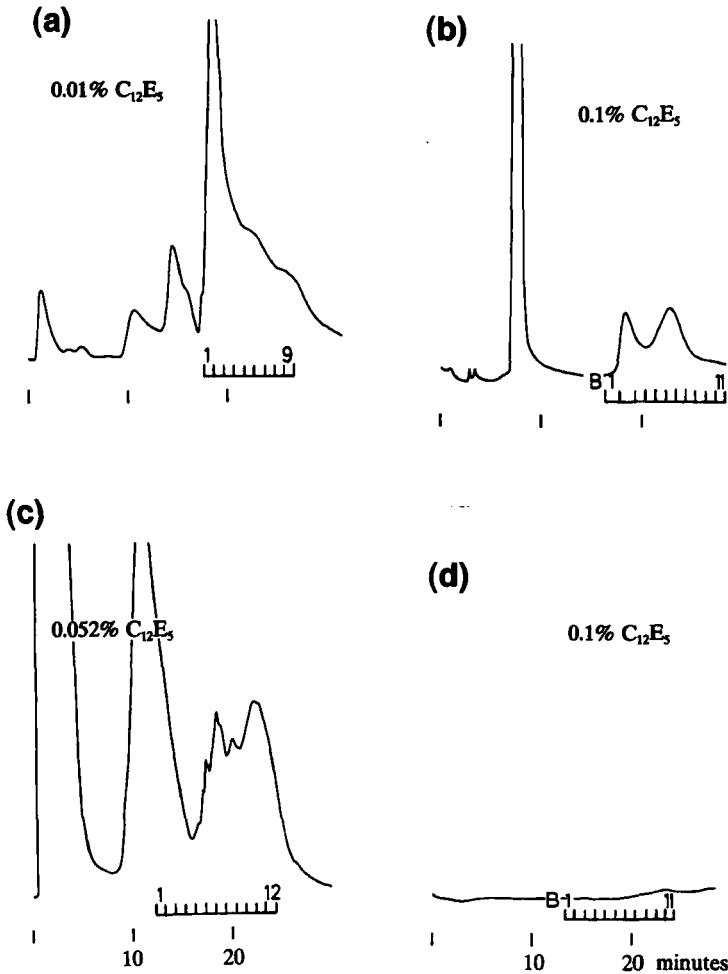 (a)
0.01% C₁₂E₅
1 9
(b)
0.1% C₁₂E₅
B 1 11
(c)
0.052% C₁₂E₅
1 12
10 20
(d)
0.1% C₁₂E₅
B 1 11
10 20 minutes